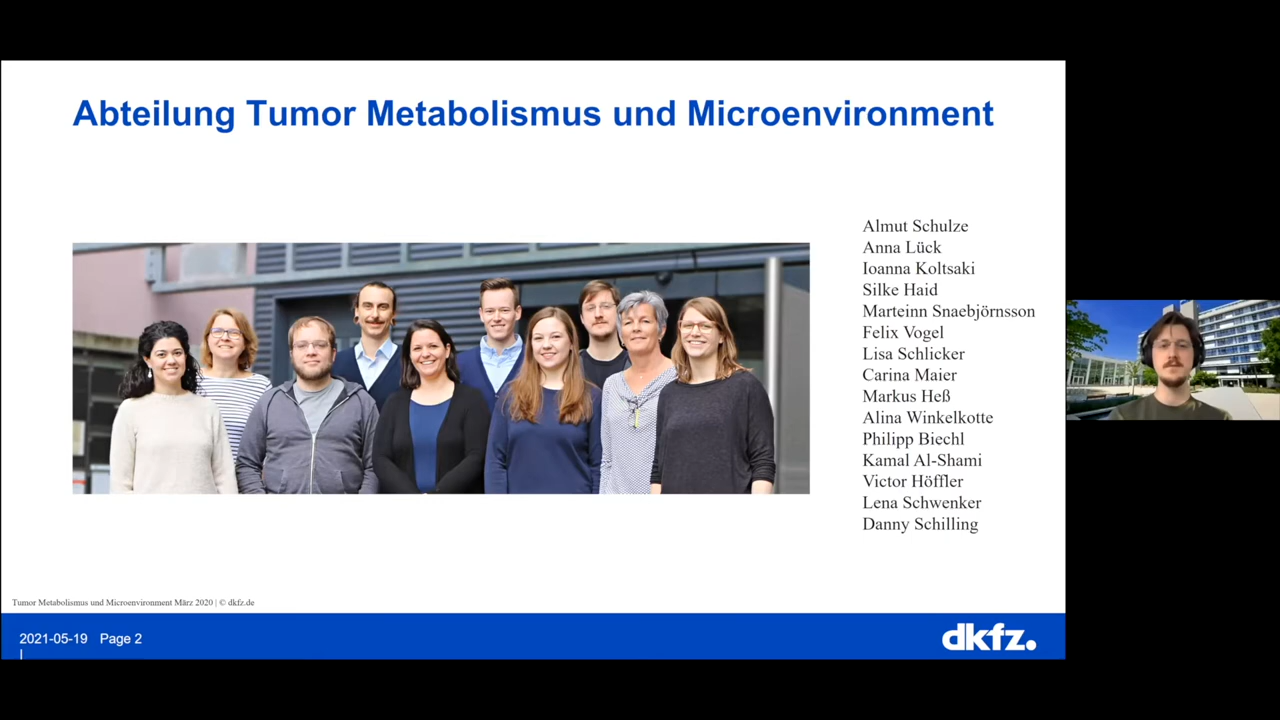 Abteilung Tumor Metabolismus und Microenvironment
Almut Schulze
Anna Lück
Ioanna Koltsaki
Silke Haid
Marteinn Snaebjörnsson
Felix Vogel
Lisa Schlicker
Carina Maier
Markus Heß
Alina Winkelkotte
Philipp Biechl
Kamal Al-Shami
Victor Höffler
Lena Schwenker
Danny Schilling
Tumor Metabolismus und Microenvironment März 2020 | © dkfz.de
2021-05-19 Page 2
|
dkfz.